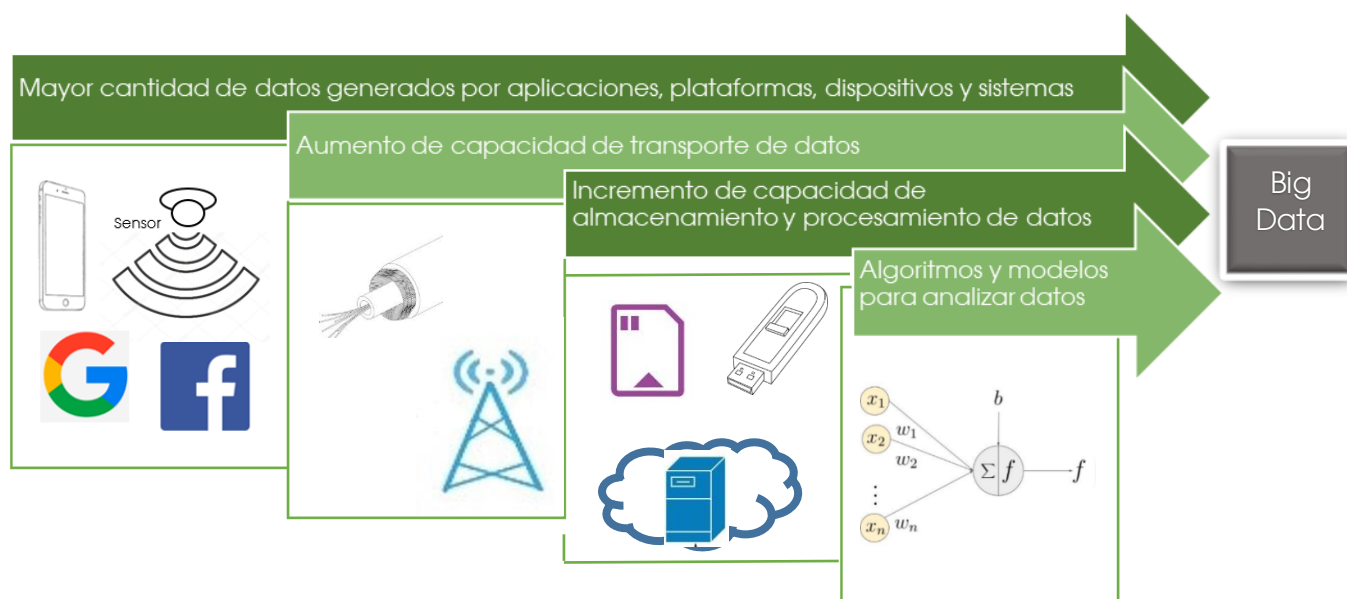 Mayor cantidad de datos generados por aplicaciones, plataformas, dispositivos y sistemas
Aumento de capacidad de transporte de datos
Incremento de capacidad de
almacenamiento y procesamiento de datos
Algoritmos y modelos
para analizar datos
Big
Data
Sensor
x₁
x₂
⋮
xₙ
w₁
w₂
wₙ
b
Σ f
f